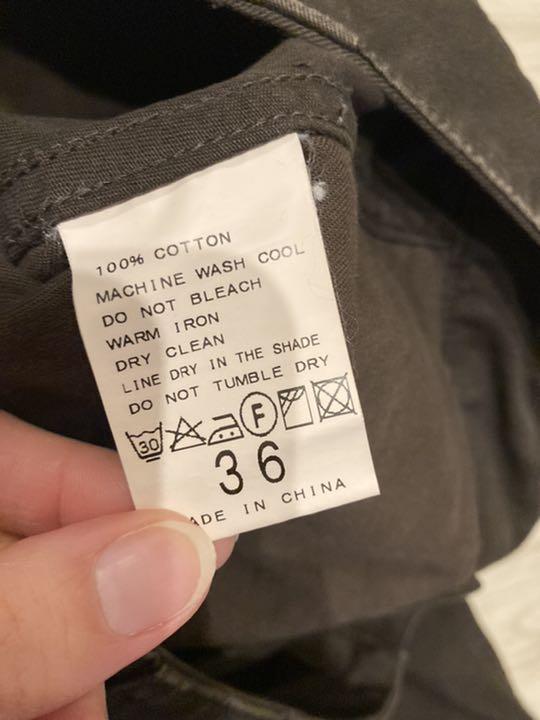 100% COTTON
MACHINE WASH COOL
DO NOT BLEACH
WARM IRON
DRY CLEAN
LINE DRY IN THE SHADE
DO NOT TUMBLE DRY
30 F
36
ADE IN CHINA